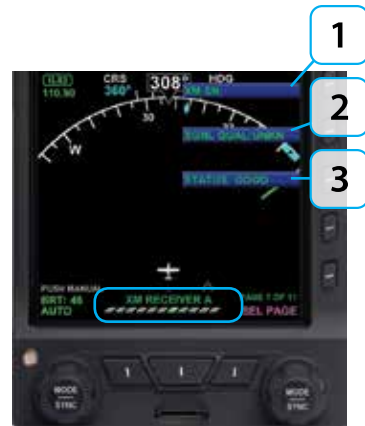 1
ILS2
CRS
308°
HDG
110.90
360°
XM SN
2
30
SGNL QUAL:UNKN
W
3
STATUS: GOOD
PUSH MANUAL
BRT: 46
XM RECEIVER A
PAGE 1 OF 11
AUTO
SEL PAGE
MODE
SYNC
MODE
SYNC